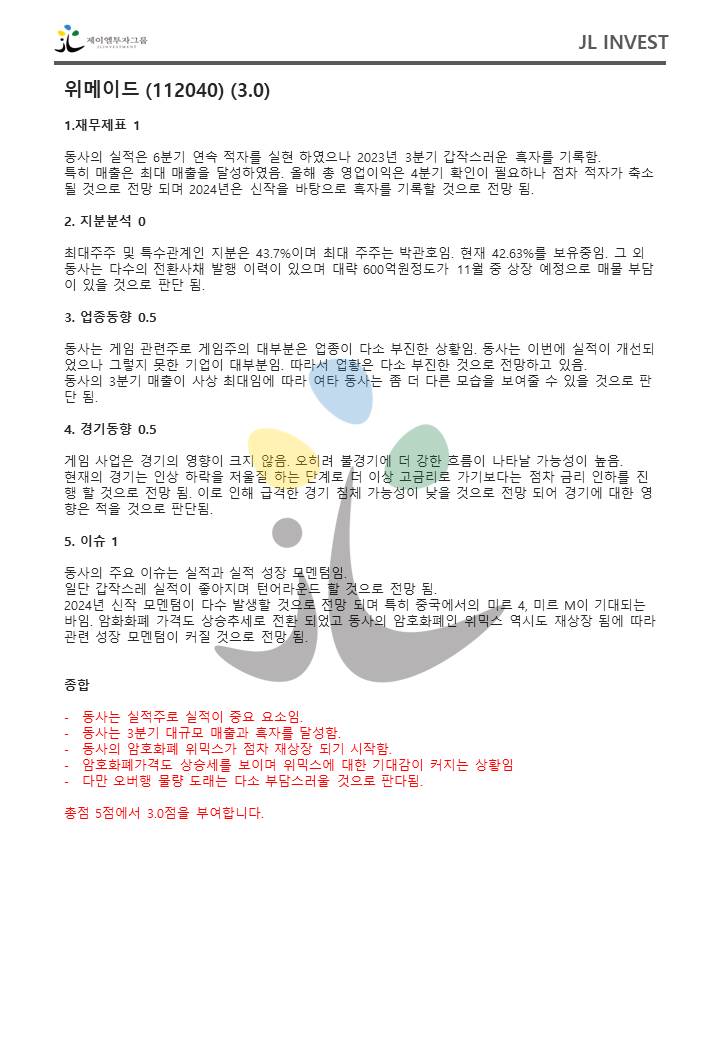 제이엘투자그룹
JLINVESTMENT
JL INVEST
위메이드 (112040) (3.0)
1.재무제표 1
동사의 실적은 6분기 연속 적자를 실현 하였으나 2023년 3분기 갑작스러운 흑자를 기록함.
특히 매출은 최대 매출을 달성하였음. 올해 총 영업이익은 4분기 확인이 필요하나 점차 적자가 축소
될 것으로 전망 되며 2024년은 신작을 바탕으로 흑자를 기록할 것으로 전망 됨.
2. 지분분석 0
최대주주 및 특수관계인 지분은 43.7%이며 최대 주주는 박관호임. 현재 42.63%를 보유중임. 그 외
동사는 다수의 전환사채 발행 이력이 있으며 대략 600억원정도가 11월 중 상장 예정으로 매물 부담
이 있을 것으로 판단 됨.
3. 업종동향 0.5
동사는 게임 관련주로 게임주의 대부분은 업종이 다소 부진한 상황임. 동사는 이번에 실적이 개선되
었으나 그렇지 못한 기업이 대부분임. 따라서 업황은 다소 부진한 것으로 전망하고 있음.
동사의 3분기 매출이 사상 최대임에 따라 여타 동사는 좀 더 다른 모습을 보여줄 수 있을 것으로 판
단 됨.
4. 경기동향 0.5
게임 사업은 경기의 영향이 크지 않음. 오히려 불경기에 더 강한 흐름이 나타날 가능성이 높음.
현재의 경기는 인상 하락을 저울질 하는 단계로 더 이상 고금리로 가기보다는 점차 금리 인하를 진
행 할 것으로 전망 됨. 이로 인해 급격한 경기 침체 가능성이 낮을 것으로 전망 되어 경기에 대한 영
향은 적을 것으로 판단됨.
5. 이슈 1
동사의 주요 이슈는 실적과 실적 성장 모멘텀임.
일단 갑작스레 실적이 좋아지며 턴어라운드 할 것으로 전망 됨.
2024년 신작 모멘텀이 다수 발생할 것으로 전망 되며 특히 중국에서의 미르 4, 미르 M이 기대되는
바임. 암화화폐 가격도 상승추세로 전환 되었고 동사의 암호화폐인 위믹스 역시도 재상장 됨에 따라
관련 성장 모멘텀이 커질 것으로 전망 됨.
종합
- 동사는 실적주로 실적이 중요 요소임.
- 동사는 3분기 대규모 매출과 흑자를 달성함.
- 동사의 암호화폐 위믹스가 점차 재상장 되기 시작함.
- 암호화폐가격도 상승세를 보이며 위믹스에 대한 기대감이 커지는 상황임
- 다만 오버행 물량 도래는 다소 부담스러울 것으로 판다됨.
총점 5점에서 3.0점을 부여합니다.